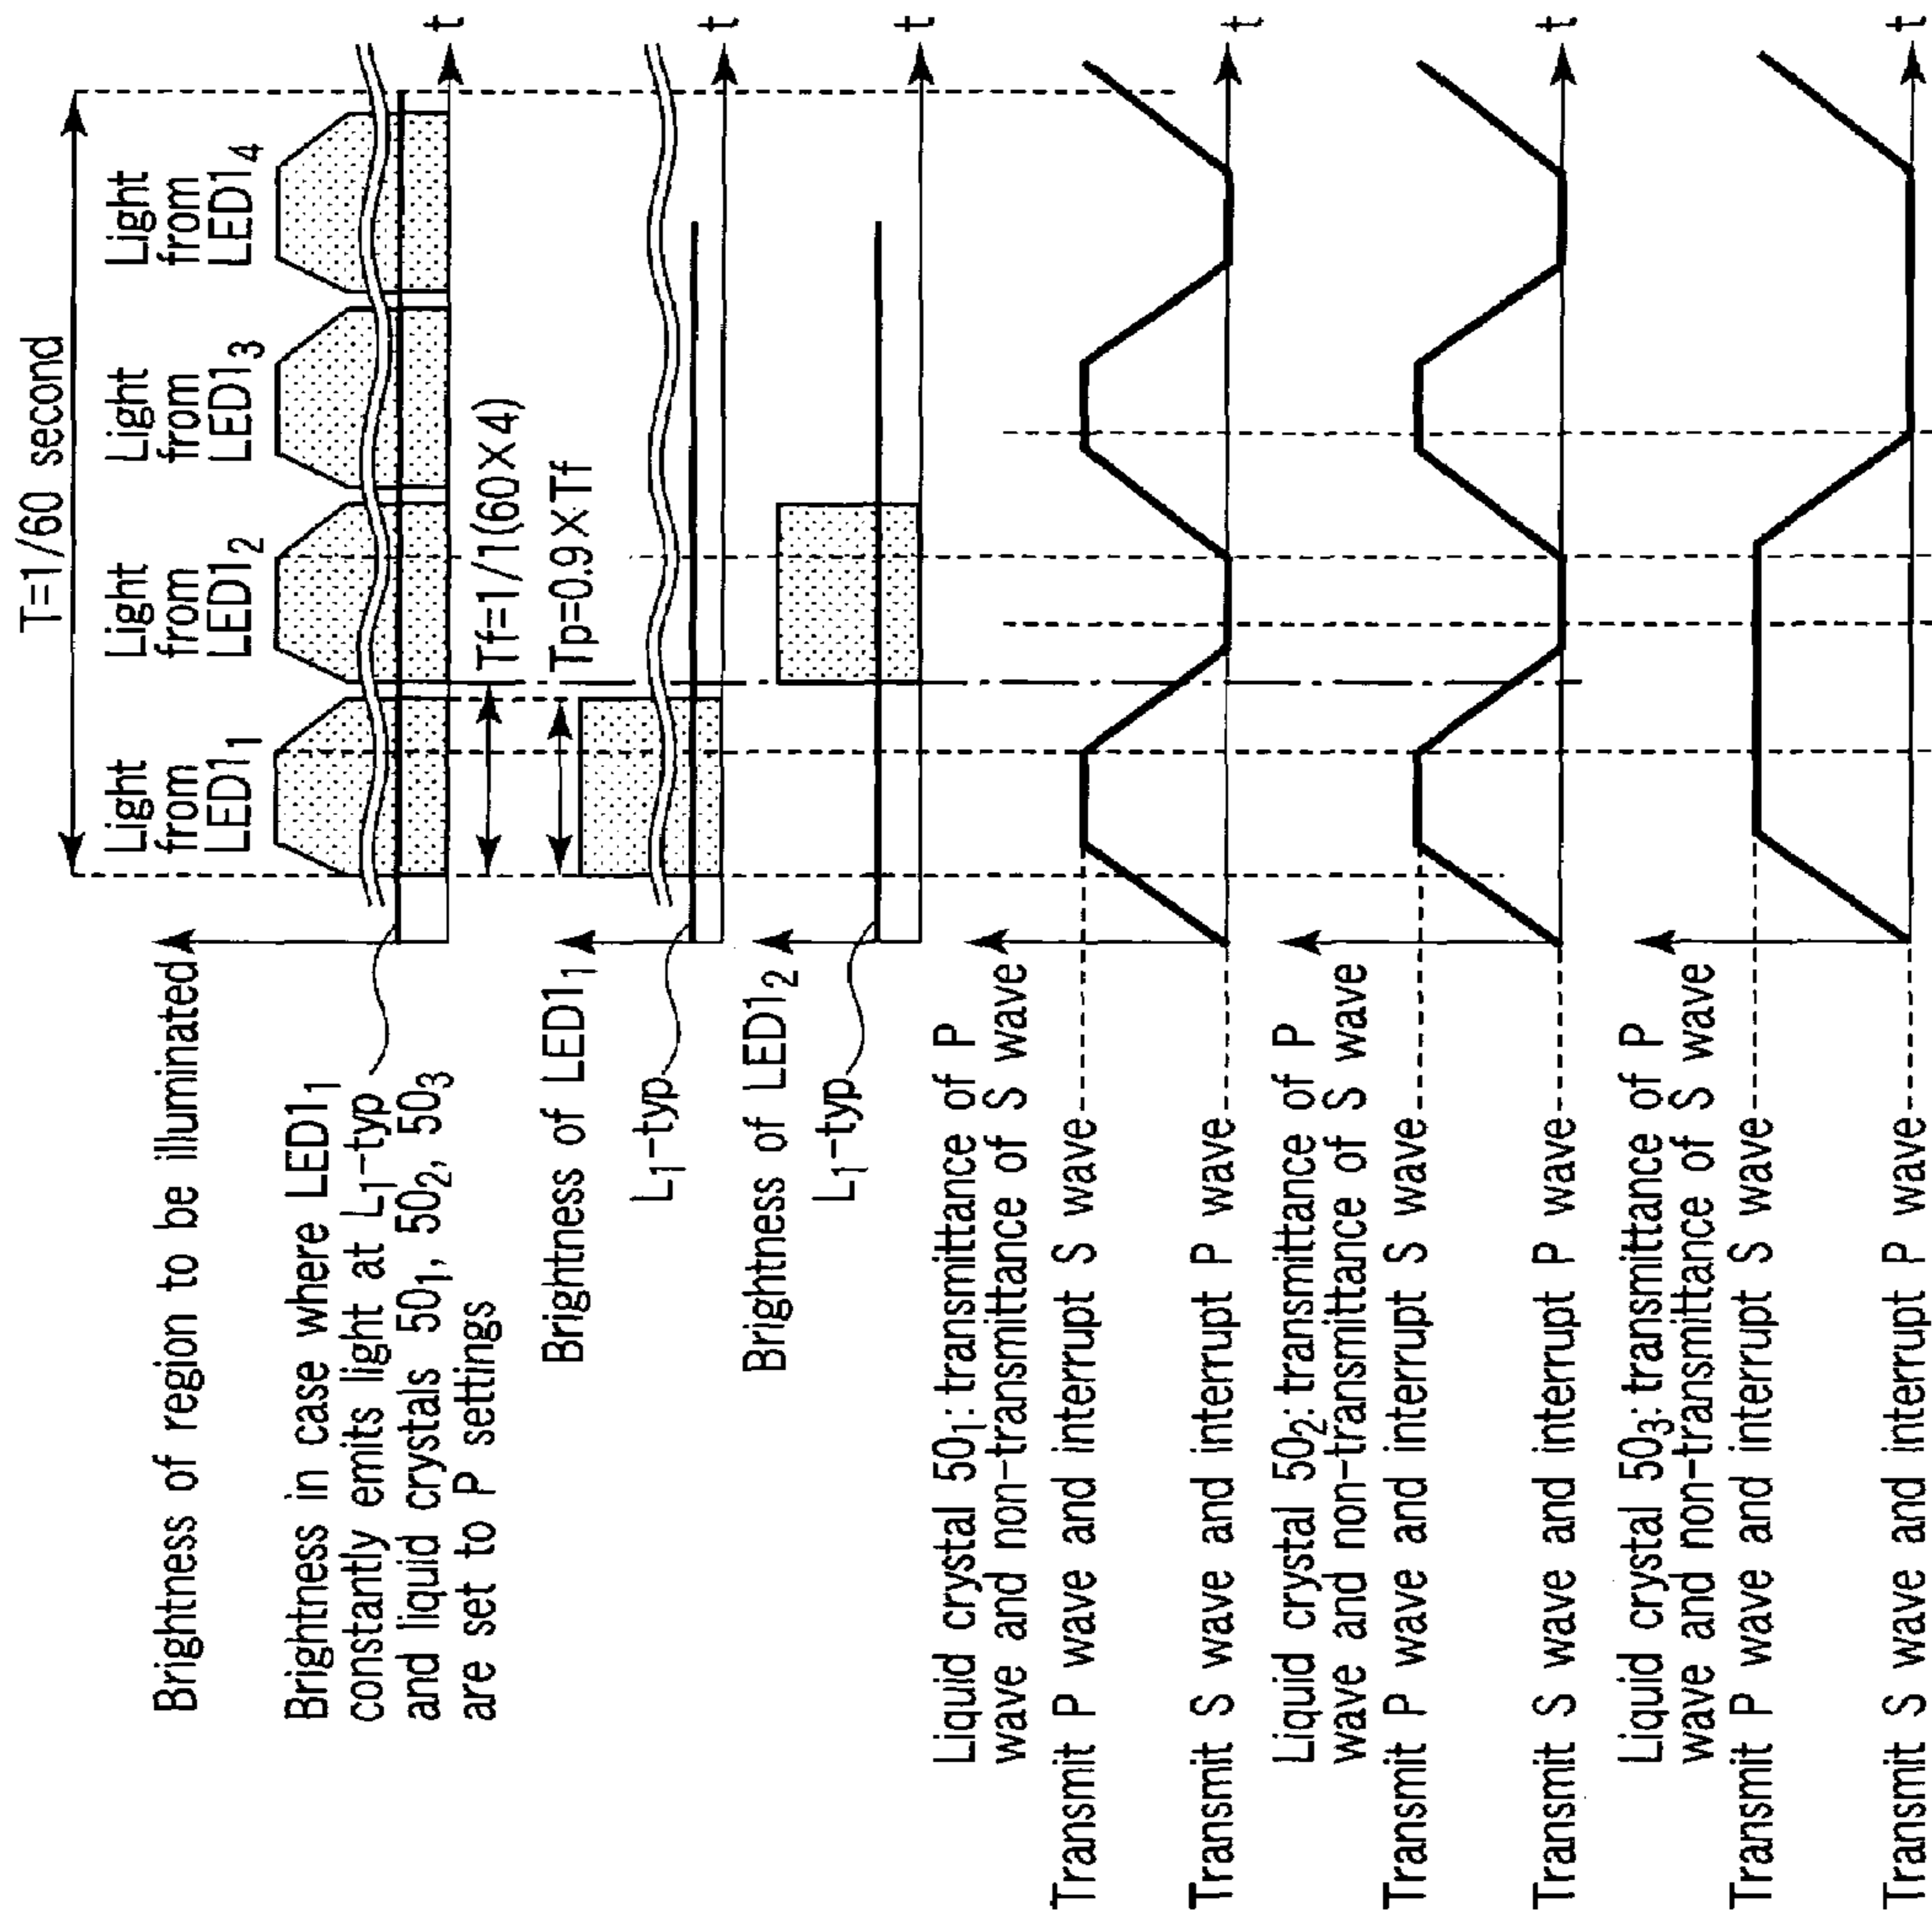 T=1/60 second
Light
from
LED1₁
Light
from
LED1₂
Light
from
LED1₃
Light
from
LED1₄
Brightness of region to be illuminated
t
Brightness in case where LED1₁
constantly emits light at L₁-typ
and liquid crystals 50₁, 50₂, 50₃
are set to P settings
Tf=1/1(60×4)
Tp=0.9×Tf
Brightness of LED1₁
L₁-typ
t
Brightness of LED1₂
L₁-typ
t
Liquid crystal 50₁: transmittance of P
wave and non-transmittance of S wave
Transmit P wave and interrupt S wave
Transmit S wave and interrupt P wave
t
Liquid crystal 50₂: transmittance of P
wave and non-transmittance of S wave
Transmit P wave and interrupt S wave
Transmit S wave and interrupt P wave
t
Liquid crystal 50₃: transmittance of P
wave and non-transmittance of S wave
Transmit P wave and interrupt S wave
Transmit S wave and interrupt P wave
t